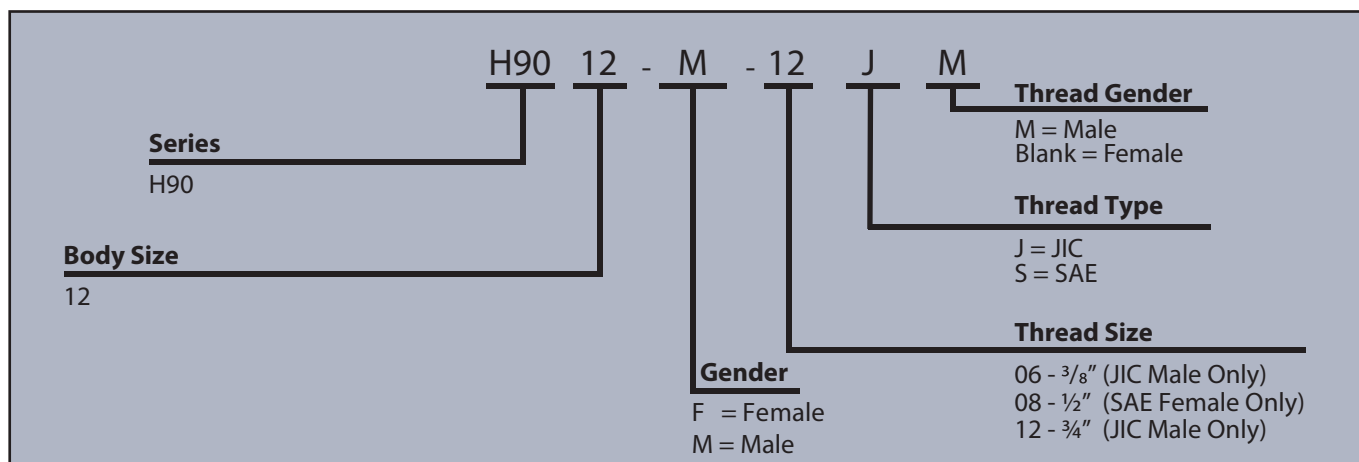 H90 12 - M - 12 J M
Thread Gender
M = Male
Blank = Female
Series
H90
Thread Type
J = JIC
S = SAE
Body Size
12
Thread Size
06 - ³/₈” (JIC Male Only)
08 - ½” (SAE Female Only)
12 - ¾” (JIC Male Only)
Gender
F = Female
M = Male